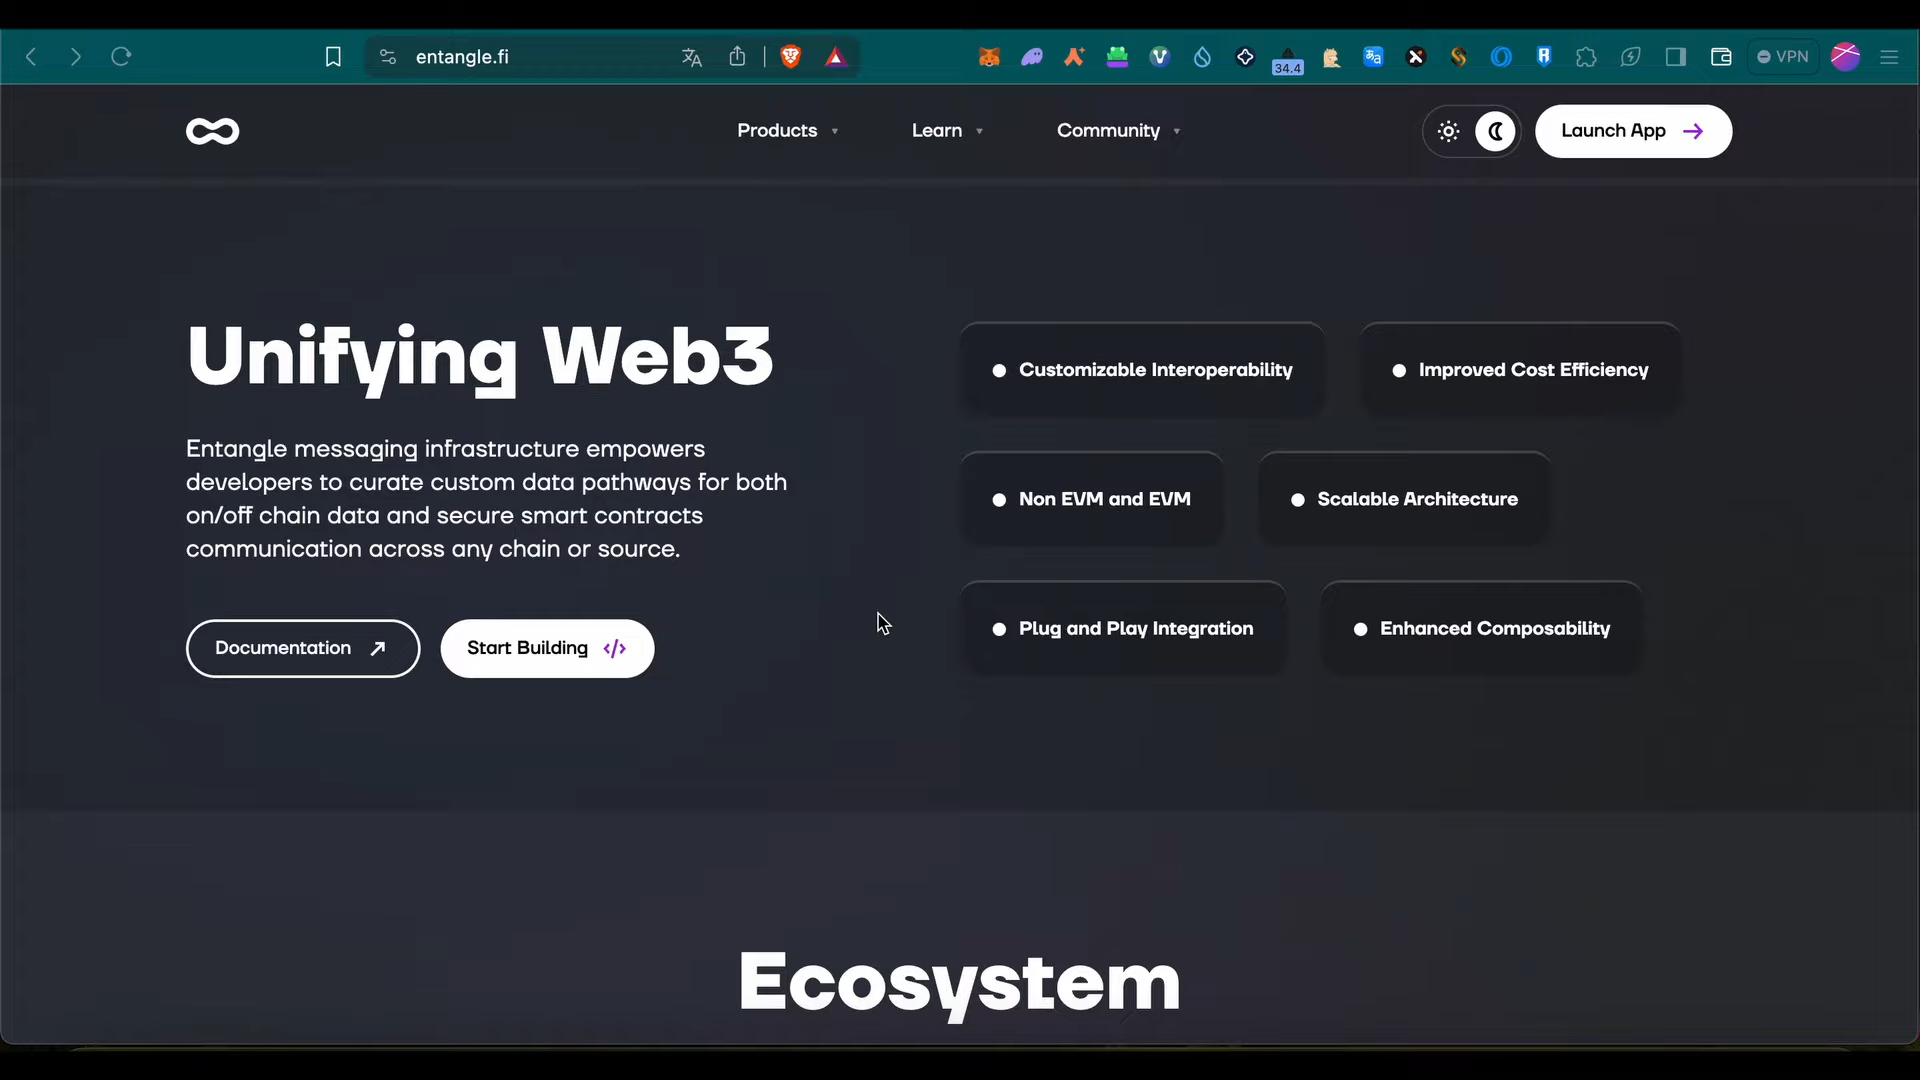 entangle.fi
34.4
VPN
Products
Learn
Community
Launch App
Unifying Web3
Entangle messaging infrastructure empowers
developers to curate custom data pathways for both
on/off chain data and secure smart contracts
communication across any chain or source.
Documentation
Start Building </>
Customizable Interoperability
Improved Cost Efficiency
Non EVM and EVM
Scalable Architecture
Plug and Play Integration
Enhanced Composability
Ecosystem